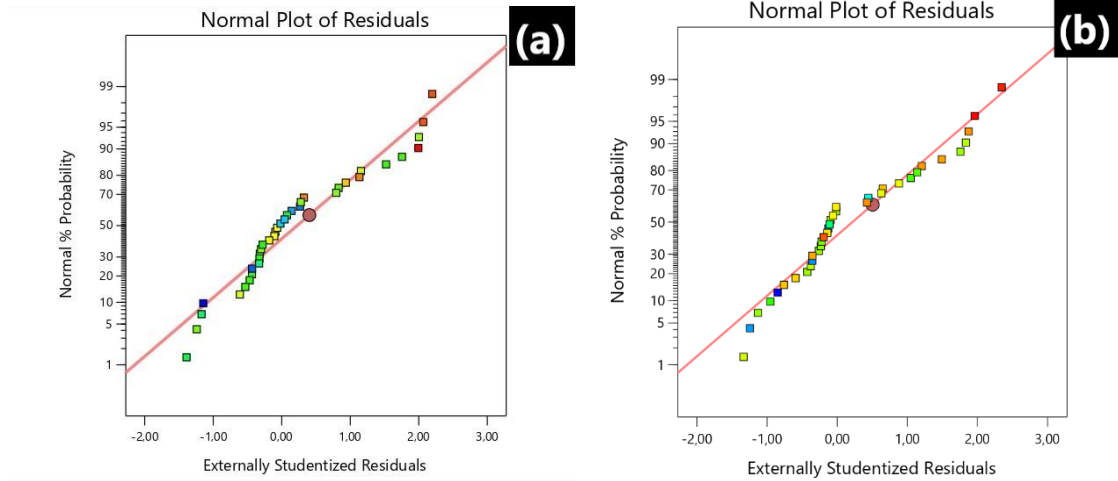 Normal Plot of Residuals
(a)
Normal % Probability
99
95
90
80
70
50
30
20
10
5
1
-2,00 -1,00 0,00 1,00 2,00 3,00
Externally Studentized Residuals
Normal Plot of Residuals
(b)
Normal % Probability
99
95
90
80
70
50
30
20
10
5
1
-2,00 -1,00 0,00 1,00 2,00 3,00
Externally Studentized Residuals